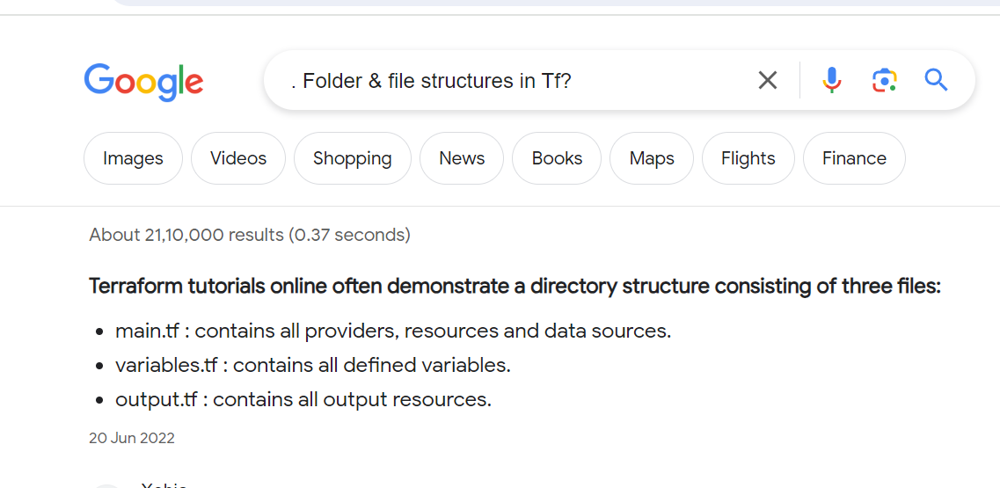 Google
. Folder & file structures in Tf?
Images Videos Shopping News Books Maps Flights Finance
About 21,10,000 results (0.37 seconds)
Terraform tutorials online often demonstrate a directory structure consisting of three files:
• main.tf : contains all providers, resources and data sources.
• variables.tf : contains all defined variables.
• output.tf : contains all output resources.
20 Jun 2022